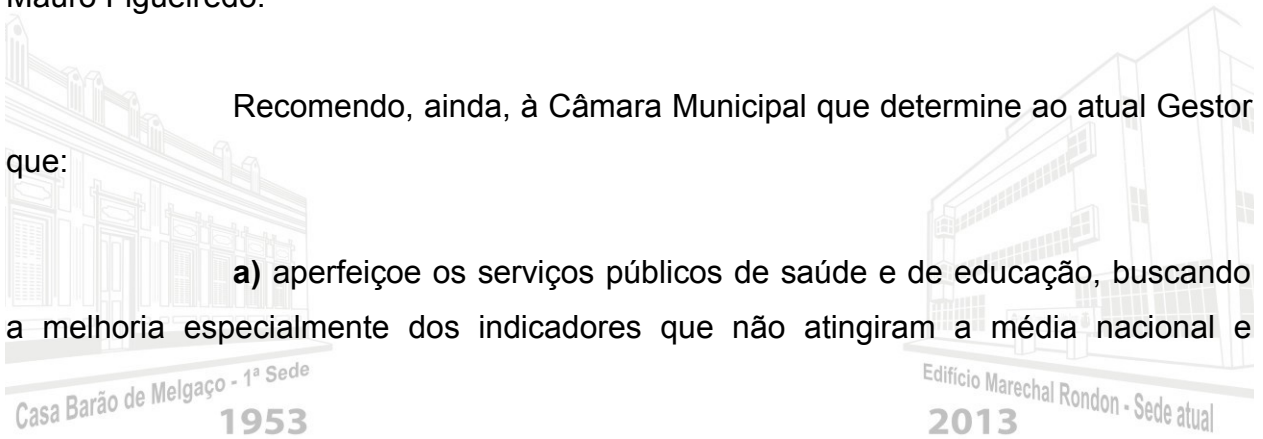 Mauro Figueiredo.
Recomendo, ainda, à Câmara Municipal que determine ao atual Gestor
que:
a) aperfeiçoe os serviços públicos de saúde e de educação, buscando
a melhoria especialmente dos indicadores que não atingiram a média nacional e
Casa Barão de Melgaço - 1ª Sede
1953
Edifício Marechal Rondon - Sede atual
2013